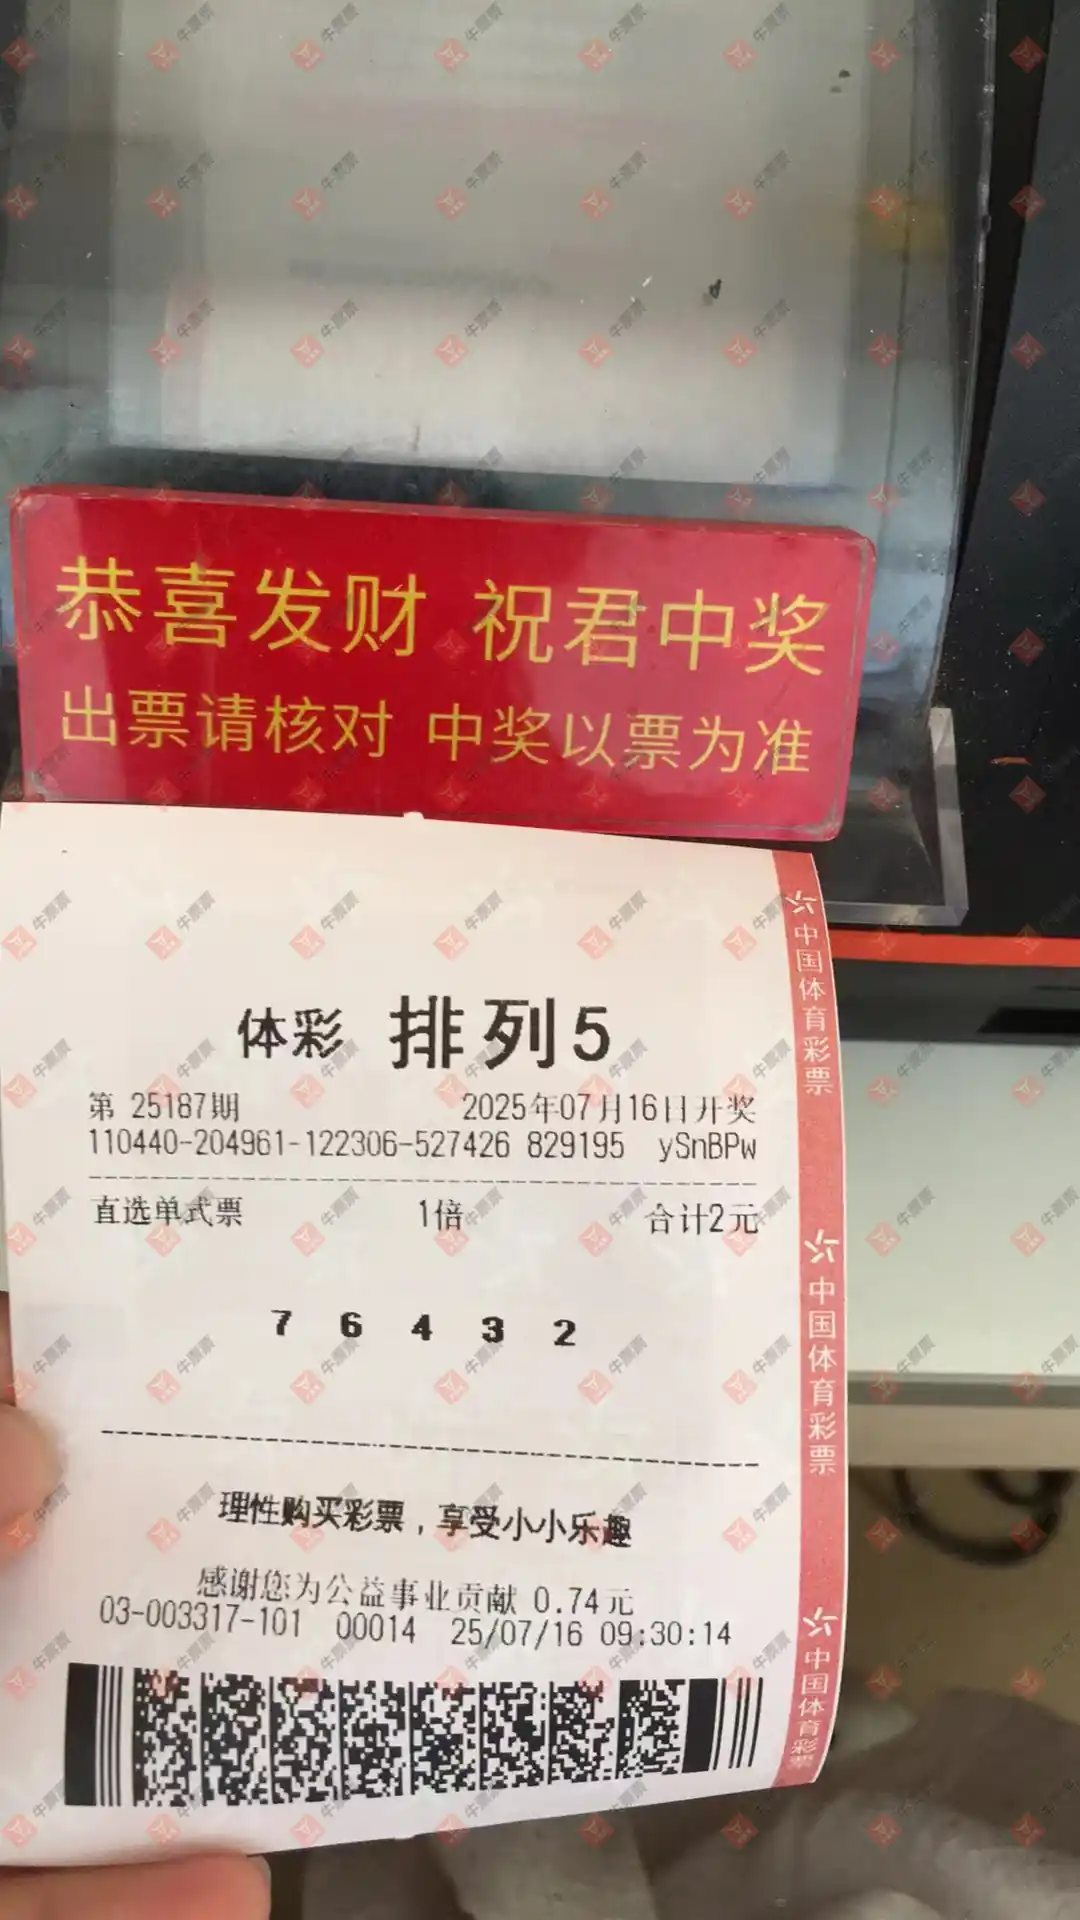 恭喜发财 祝君中奖
出票请核对 中奖以票为准
体彩 排列5
第 25187期 2025年07月16日开奖
110440-204961-122306-527426 829195 ySnBPw
直选单式票 1倍 合计2元
7 6 4 3 2
理性购买彩票，享受小小乐趣
感谢您为公益事业贡献 0.74元
03-003317-101 00014 25/07/16 09:30:14
中国体育彩票
中国体育彩票
中国体育彩票
牛票票